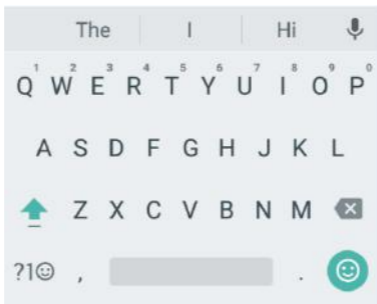 The I Hi
1 2 3 4 5 6 7 8 9 0
Q W E R T Y U I O P
A S D F G H J K L
Z X C V B N M
?1☺ , .